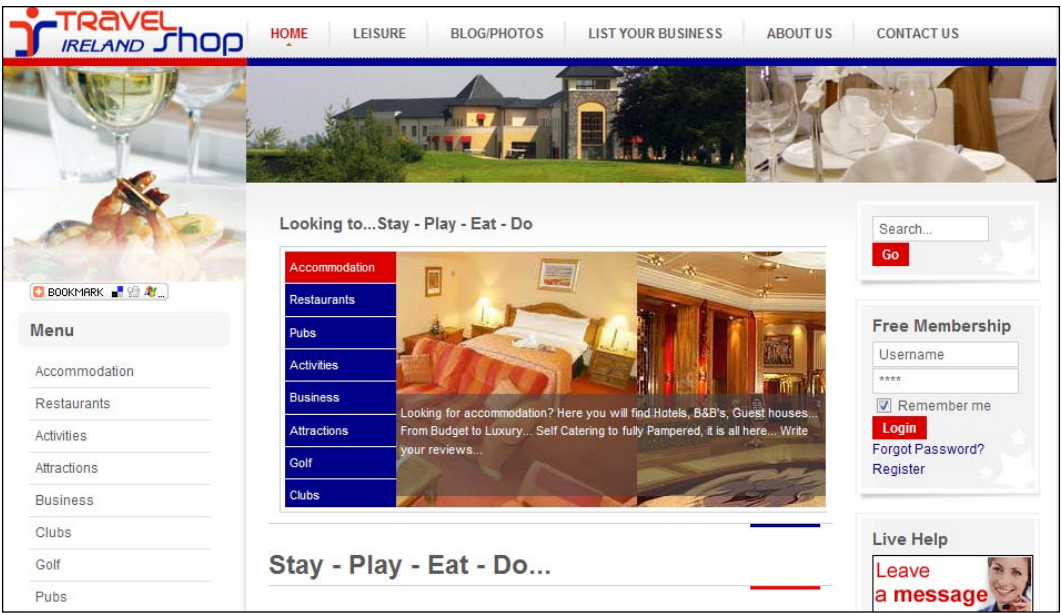 TRAVEL
IRELAND Shop
HOME
LEISURE
BLOG/PHOTOS
LIST YOUR BUSINESS
ABOUT US
CONTACT US
BOOKMARK
...
Menu
Accommodation
Restaurants
Activities
Attractions
Business
Clubs
Golf
Pubs
Looking to...Stay - Play - Eat - Do
Accommodation
Restaurants
Pubs
Activities
Business
Attractions
Golf
Clubs
Looking for accommodation? Here you will find Hotels, B&B's, Guest houses...
From Budget to Luxury... Self Catering to fully Pampered, it is all here... Write
your reviews...
Stay - Play - Eat - Do...
Search...
Go
Free Membership
Username
****
Remember me
Login
Forgot Password?
Register
Live Help
Leave
a message